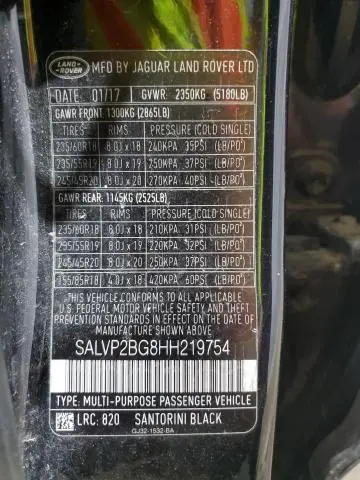 LAND ROVER MFD BY JAGUAR LAND ROVER LTD
DATE 01/17 GVWR: 2350KG (5180LB)
GAWR FRONT: 1300KG (2865LB)
TIRES RIMS PRESSURE (COLD SINGLE)
235/60R18 8.0J x 18 240KPA 35PSI (LB/PO²)
235/55R19 8.0J x 19 250KPA 37PSI (LB/PO²)
245/45R20 8.0J x 20 270KPA 40PSI (LB/PO²)
GAWR REAR: 1145KG (2525LB)
TIRES RIMS PRESSURE (COLD SINGLE)
235/60R18 8.0J x 18 210KPA 31PSI (LB/PO²)
235/55R19 8.0J x 19 220KPA 32PSI (LB/PO²)
245/45R20 8.0J x 20 250KPA 37PSI (LB/PO²)
155/85R18 4.0J x 18 420KPA 60PSI (LB/PO²)
THIS VEHICLE CONFORMS TO ALL APPLICABLE
U.S. FEDERAL MOTOR VEHICLE SAFETY AND
THEFT PREVENTION STANDARDS IN EFFECT ON
THE DATE OF MANUFACTURE SHOWN ABOVE.
SALVP2BG8HH219754
TYPE: MULTI-PURPOSE PASSENGER VEHICLE
LRC: 820 SANTORINI BLACK
GJ32-1532-BA